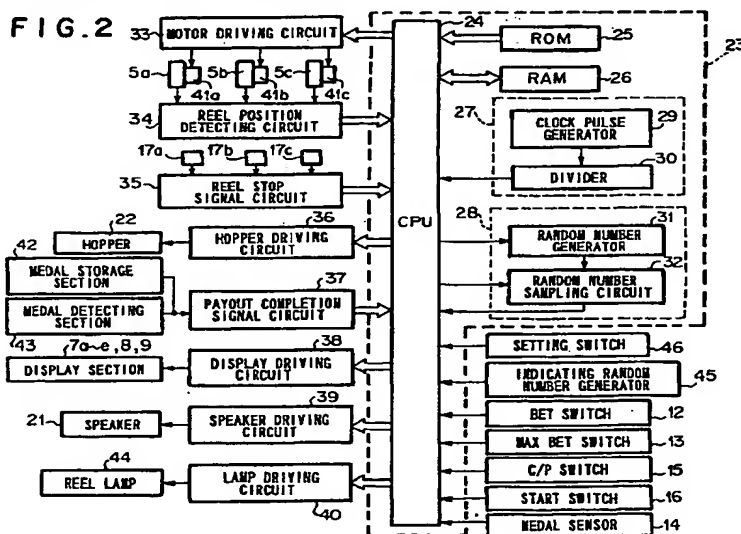 FIG.2
33
MOTOR DRIVING CIRCUIT
24
ROM
25
23
5a
5b
5c
41a
41b
41c
RAM
26
34
REEL POSITION
DETECTING CIRCUIT
27
CLOCK PULSE
GENERATOR
29
17a
17b
17c
30
DIVIDER
35
REEL STOP
SIGNAL CIRCUIT
CPU
28
31
RANDOM NUMBER
GENERATOR
32
RANDOM NUMBER
SAMPLING CIRCUIT
22
HOPPER
36
HOPPER DRIVING
CIRCUIT
42
MEDAL STORAGE
SECTION
37
PAYOUT COMPLETION
SIGNAL CIRCUIT
MEDAL DETECTING
SECTION
43
7a~e,8,9
DISPLAY SECTION
38
DISPLAY DRIVING
CIRCUIT
SETTING SWITCH
46
INDICATING RANDOM
NUMBER GENERATOR
45
BET SWITCH
12
39
21
SPEAKER
SPEAKER DRIVING
CIRCUIT
MAX BET SWITCH
13
C/P SWITCH
15
44
REEL LAMP
LAMP DRIVING
CIRCUIT
40
START SWITCH
16
MEDAL SENSOR
14